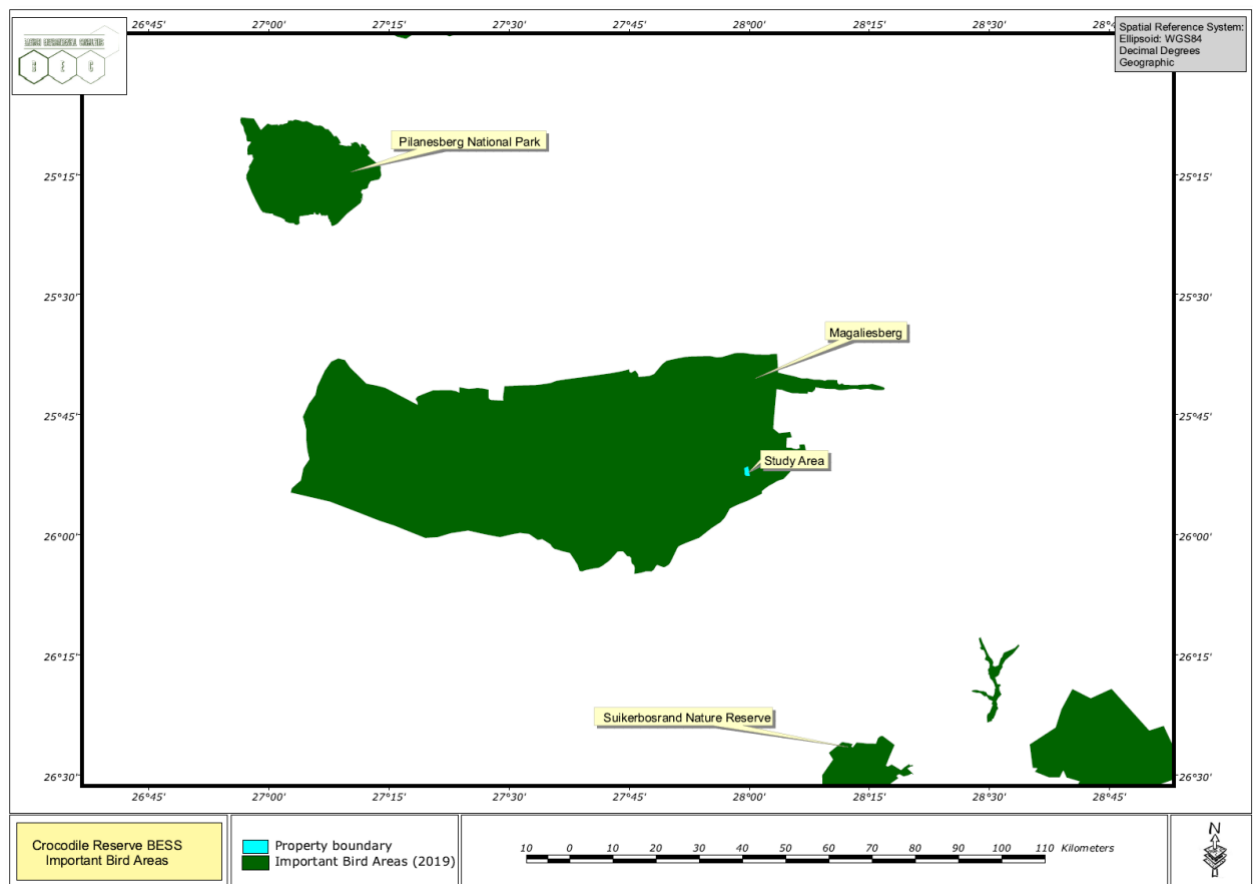 26°45' 27°00' 27°15' 27°30' 27°45' 28°00' 28°15' 28°30'
Spatial Reference System:
Ellipsoid: WGS84
Decimal Degrees
Geographic
Pilanesberg National Park
25°15' 25°15'
25°30' 25°30'
Magaliesberg
25°45' 25°45'
Study Area
26°00' 26°00'
26°15' 26°15'
Suikerbosrand Nature Reserve
26°30' 26°30'
26°45' 27°00' 27°15' 27°30' 27°45' 28°00' 28°15' 28°30' 28°45'
Crocodile Reserve BESS
Important Bird Areas
Property boundary
Important Bird Areas (2019)
10 0 10 20 30 40 50 60 70 80 90 100 110 Kilometers
N